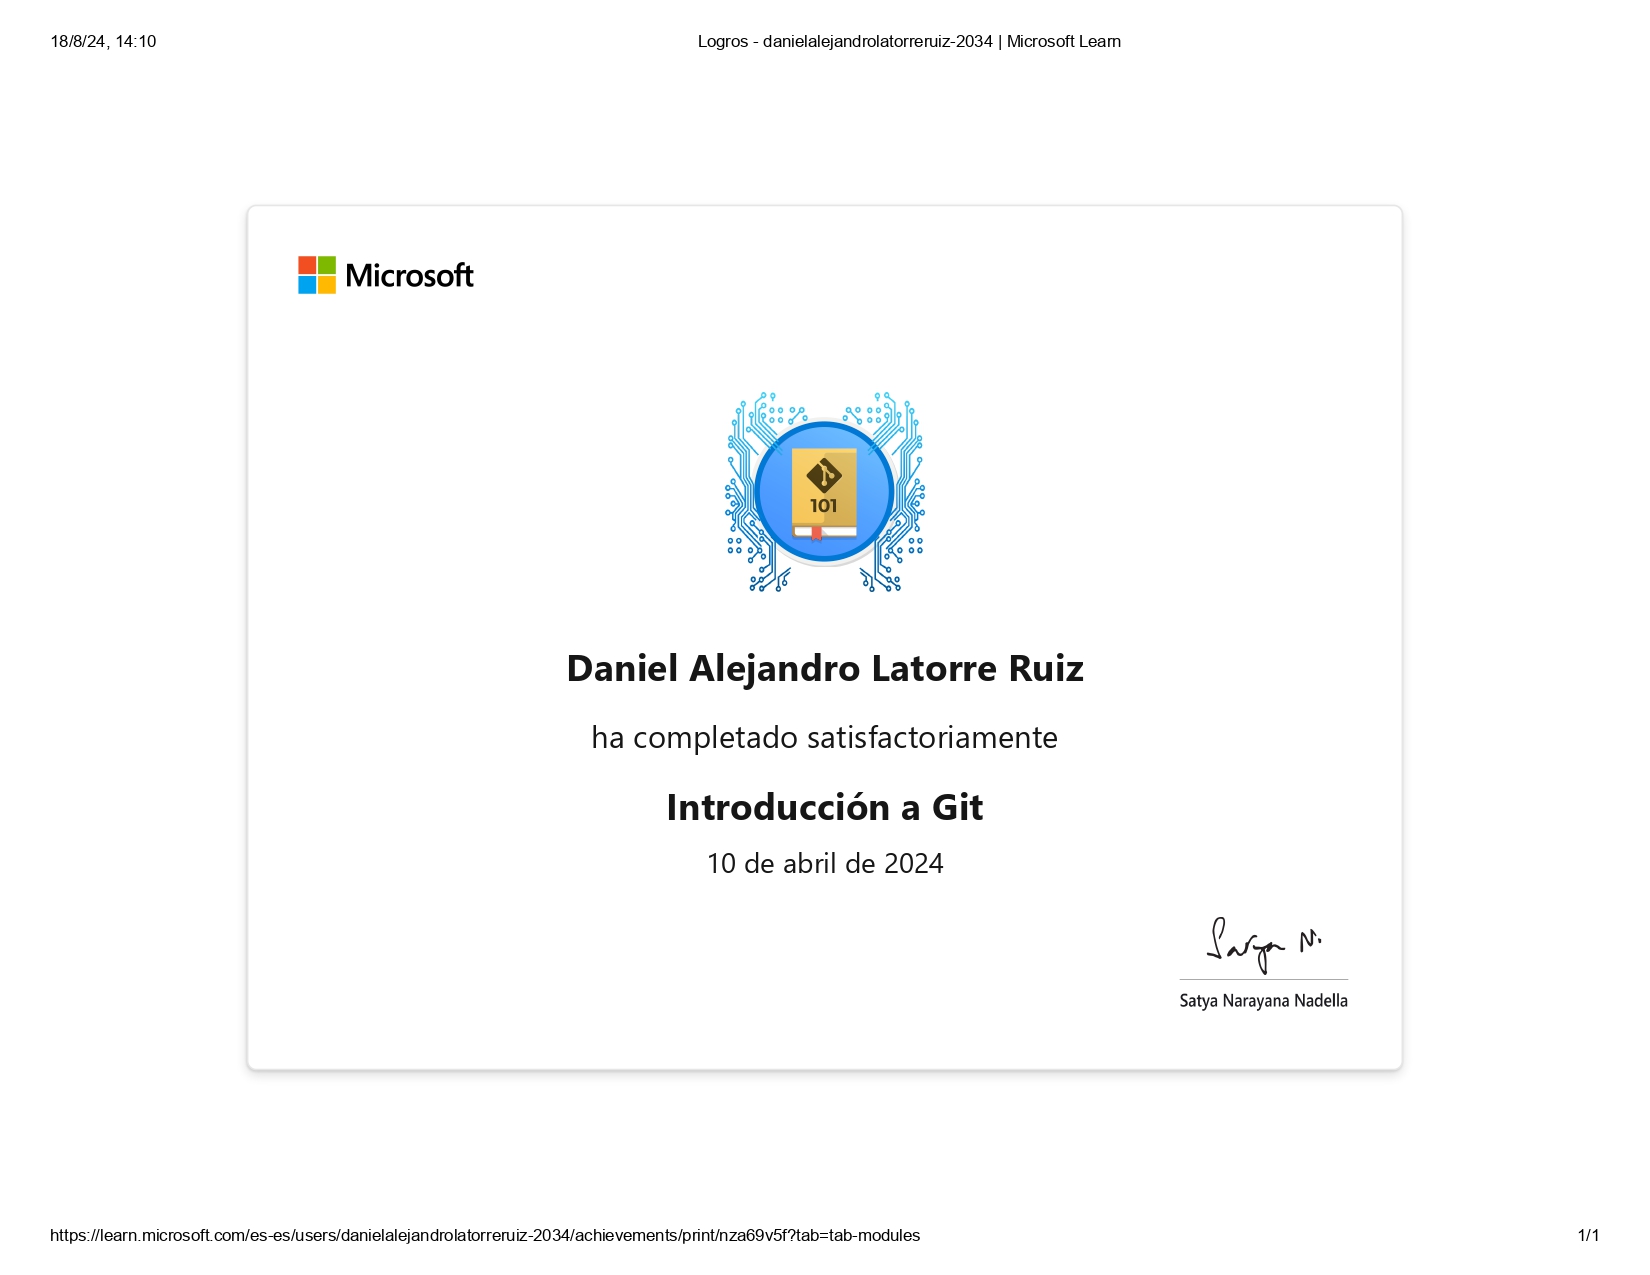 18/8/24, 14:10
Logros - danielalejandrolatorreruiz-2034 | Microsoft Learn
Microsoft
101
Daniel Alejandro Latorre Ruiz
ha completado satisfactoriamente
Introducción a Git
10 de abril de 2024
Satya N.
Satya Narayana Nadella
https://learn.microsoft.com/es-es/users/danielalejandrolatorreruiz-2034/achievements/print/nza69v5f?tab=tab-modules
1/1